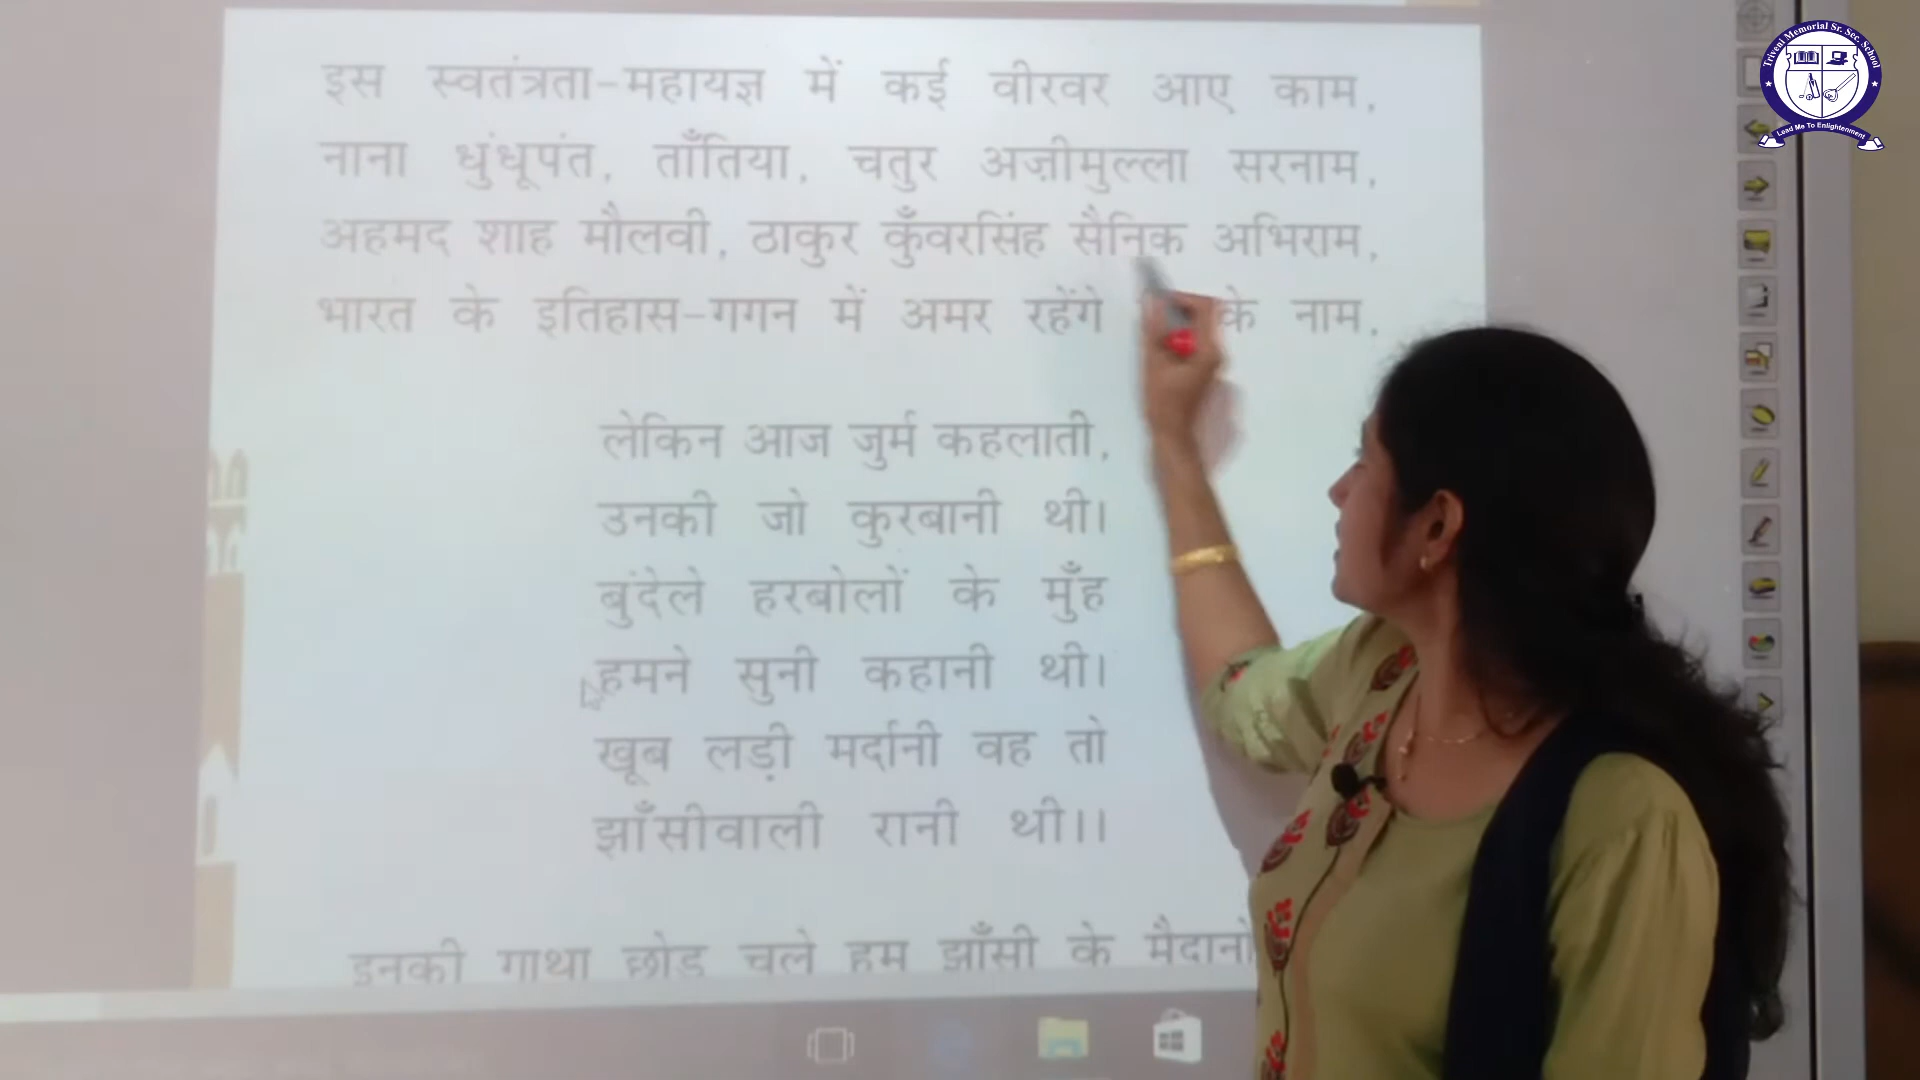 इस स्वतंत्रता-महायज्ञ में कई वीरवर आए काम,
नाना धुंधूपंत, ताँतिया, चतुर अज़ीमुल्ला सरनाम,
अहमद शाह मौलवी, ठाकुर कुँवरसिंह सैनिक अभिराम,
भारत के इतिहास-गगन में अमर रहेंगे के नाम,
लेकिन आज जुर्म कहलाती,
उनकी जो कुरबानी थी।
बुंदेले हरबोलों के मुँह
हमने सुनी कहानी थी।
खूब लड़ी मर्दानी वह तो
झाँसीवाली रानी थी।।
इनकी गाथा छोड़ चले हम झाँसी के मैदानों
Triveni Memorial Sr. Sec. School
Lead Me To Enlightenment